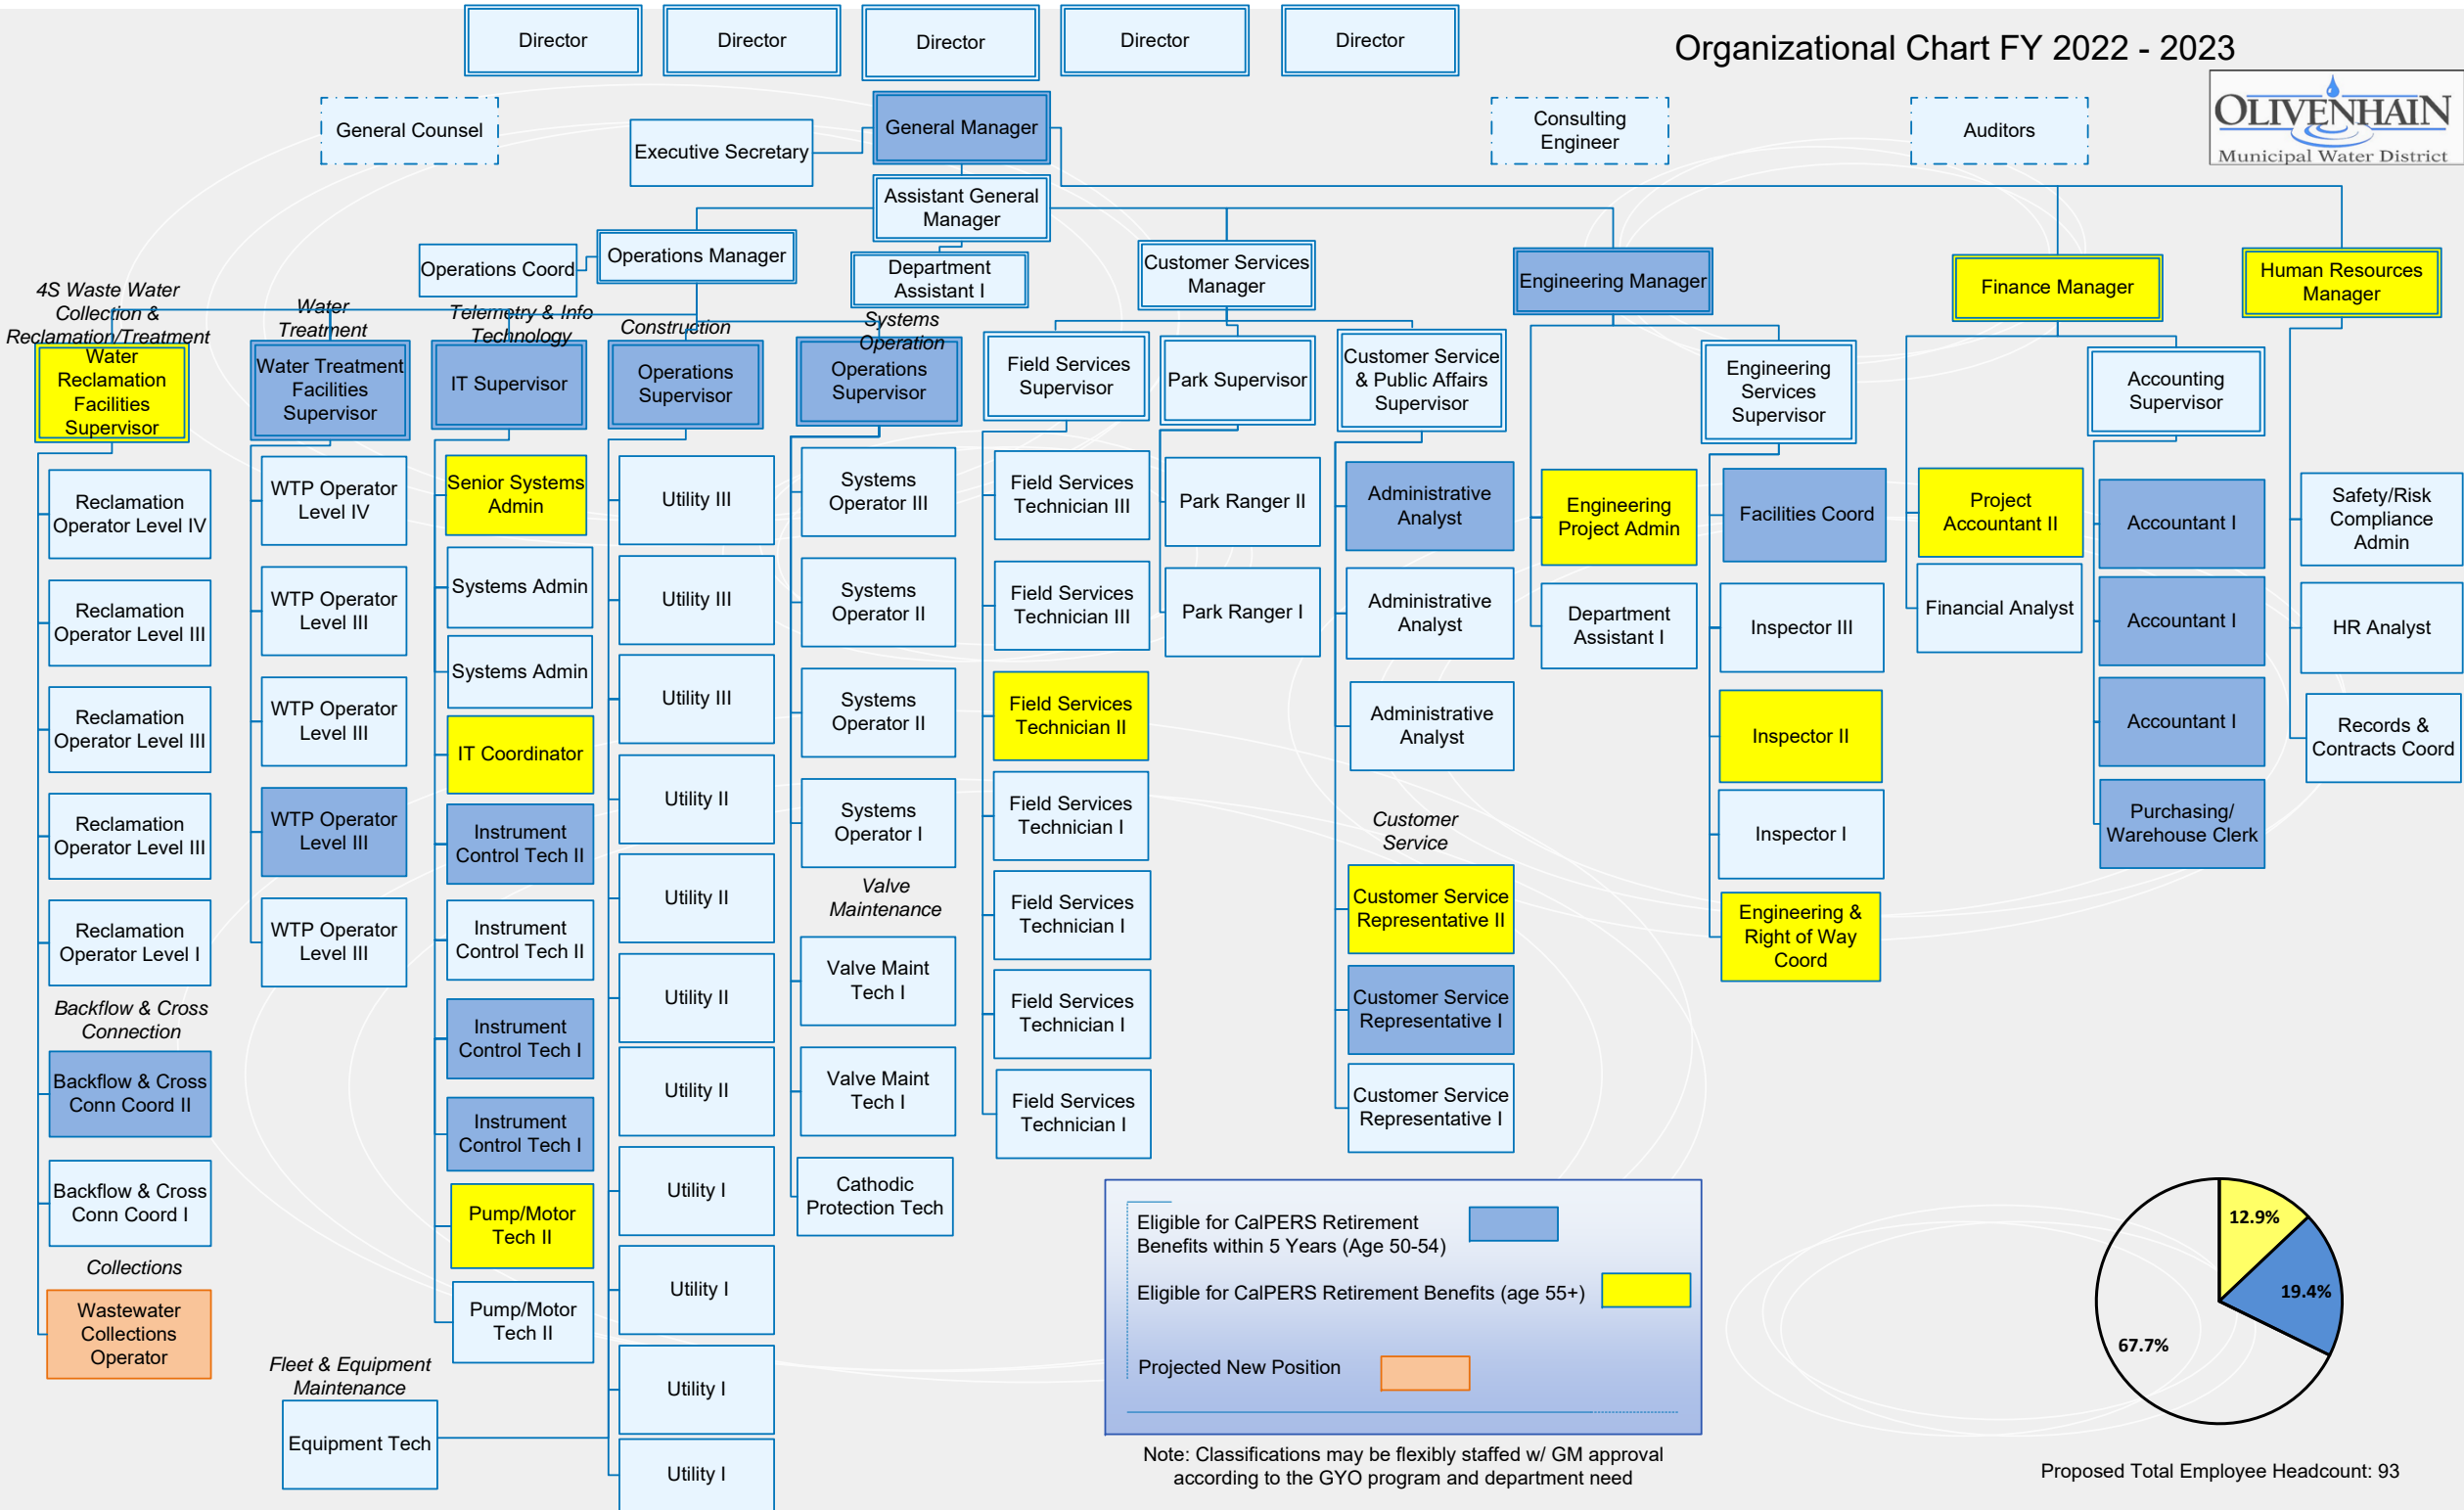 Director
Director
Director
Director
Director
Organizational Chart FY 2022 - 2023
OLIVENHAIN
Municipal Water District
General Counsel
Executive Secretary
General Manager
Consulting
Engineer
Auditors
Assistant General
Manager
Operations Coord
Operations Manager
Department
Assistant I
Customer Services
Manager
Engineering Manager
Finance Manager
Human Resources
Manager
4S Waste Water
Collection &
Reclamation/Treatment
Water
Reclamation
Facilities
Supervisor
Reclamation
Operator Level IV
Reclamation
Operator Level III
Reclamation
Operator Level III
Reclamation
Operator Level III
Reclamation
Operator Level I
Backflow & Cross
Connection
Backflow & Cross
Conn Coord II
Backflow & Cross
Conn Coord I
Collections
Wastewater
Collections
Operator
Water
Treatment
Water Treatment
Facilities
Supervisor
WTP Operator
Level IV
WTP Operator
Level III
WTP Operator
Level III
WTP Operator
Level III
WTP Operator
Level III
Telemetry & Info
Technology
IT Supervisor
Senior Systems
Admin
Systems Admin
Systems Admin
IT Coordinator
Instrument
Control Tech II
Instrument
Control Tech II
Instrument
Control Tech I
Instrument
Control Tech I
Pump/Motor
Tech II
Pump/Motor
Tech II
Fleet & Equipment
Maintenance
Equipment Tech
Construction
Operations
Supervisor
Utility III
Utility III
Utility III
Utility II
Utility II
Utility II
Utility II
Utility I
Utility I
Utility I
Utility I
Systems
Operation
Operations
Supervisor
Systems
Operator III
Systems
Operator II
Systems
Operator II
Systems
Operator I
Valve
Maintenance
Valve Maint
Tech I
Valve Maint
Tech I
Cathodic
Protection Tech
Field Services
Supervisor
Field Services
Technician III
Field Services
Technician III
Field Services
Technician II
Field Services
Technician I
Field Services
Technician I
Field Services
Technician I
Field Services
Technician I
Park Supervisor
Park Ranger II
Park Ranger I
Customer Service
& Public Affairs
Supervisor
Administrative
Analyst
Administrative
Analyst
Administrative
Analyst
Customer
Service
Customer Service
Representative II
Customer Service
Representative I
Customer Service
Representative I
Engineering
Project Admin
Department
Assistant I
Engineering
Services
Supervisor
Facilities Coord
Inspector III
Inspector II
Inspector I
Engineering &
Right of Way
Coord
Project
Accountant II
Financial Analyst
Accounting
Supervisor
Accountant I
Accountant I
Accountant I
Purchasing/
Warehouse Clerk
Safety/Risk
Compliance
Admin
HR Analyst
Records &
Contracts Coord
Eligible for CalPERS Retirement
Benefits within 5 Years (Age 50-54)
Eligible for CalPERS Retirement Benefits (age 55+)
Projected New Position
Note: Classifications may be flexibly staffed w/ GM approval
according to the GYO program and department need
12.9%
19.4%
67.7%
Proposed Total Employee Headcount: 93